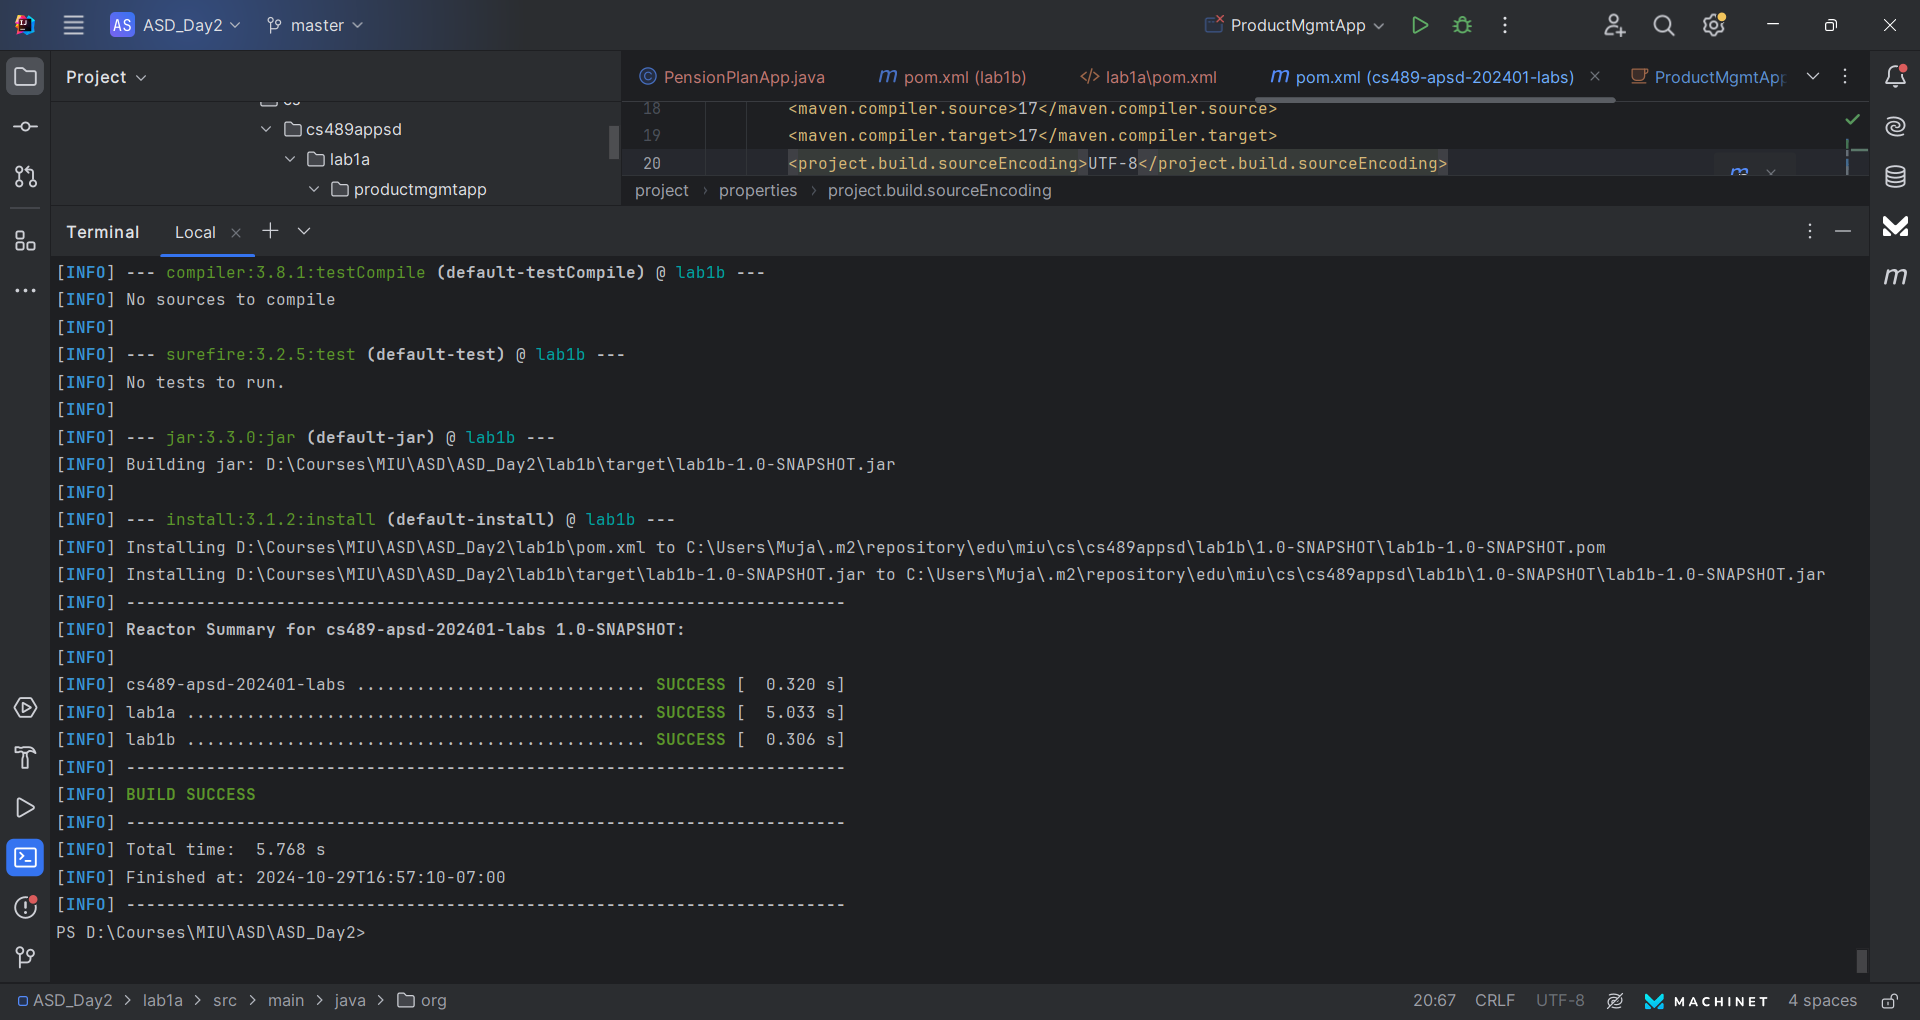 AS ASD_Day2 master ProductMgmtApp
Project
PensionPlanApp.java m pom.xml (lab1b) </> lab1a\pom.xml m pom.xml (cs489-apsd-202401-labs) ProductMgmtApp
cs
cs489appsd
lab1a
productmgmtapp
18 <maven.compiler.source>17</maven.compiler.source>
19 <maven.compiler.target>17</maven.compiler.target>
20 <project.build.sourceEncoding>UTF-8</project.build.sourceEncoding>
project > properties > project.build.sourceEncoding
Terminal Local
[INFO] --- compiler:3.8.1:testCompile (default-testCompile) @ lab1b ---
[INFO] No sources to compile
[INFO]
[INFO] --- surefire:3.2.5:test (default-test) @ lab1b ---
[INFO] No tests to run.
[INFO]
[INFO] --- jar:3.3.0:jar (default-jar) @ lab1b ---
[INFO] Building jar: D:\Courses\MIU\ASD\ASD_Day2\lab1b\target\lab1b-1.0-SNAPSHOT.jar
[INFO]
[INFO] --- install:3.1.2:install (default-install) @ lab1b ---
[INFO] Installing D:\Courses\MIU\ASD\ASD_Day2\lab1b\pom.xml to C:\Users\Muja\.m2\repository\edu\miu\cs\cs489appsd\lab1b\1.0-SNAPSHOT\lab1b-1.0-SNAPSHOT.pom
[INFO] Installing D:\Courses\MIU\ASD\ASD_Day2\lab1b\target\lab1b-1.0-SNAPSHOT.jar to C:\Users\Muja\.m2\repository\edu\miu\cs\cs489appsd\lab1b\1.0-SNAPSHOT\lab1b-1.0-SNAPSHOT.jar
[INFO] ------------------------------------------------------------------------
[INFO] Reactor Summary for cs489-apsd-202401-labs 1.0-SNAPSHOT:
[INFO]
[INFO] cs489-apsd-202401-labs ............................. SUCCESS [  0.320 s]
[INFO] lab1a .............................................. SUCCESS [  5.033 s]
[INFO] lab1b .............................................. SUCCESS [  0.306 s]
[INFO] ------------------------------------------------------------------------
[INFO] BUILD SUCCESS
[INFO] ------------------------------------------------------------------------
[INFO] Total time:  5.768 s
[INFO] Finished at: 2024-10-29T16:57:10-07:00
[INFO] ------------------------------------------------------------------------
PS D:\Courses\MIU\ASD\ASD_Day2>
ASD_Day2 > lab1a > src > main > java > org 20:67 CRLF UTF-8 MACHINET 4 spaces